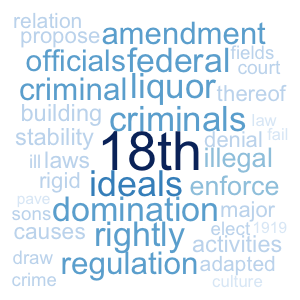 relation
propose amendment
officials federal fields
court
criminal liquor thereof
building criminals law
stability 18th denial fail
ill laws illegal
rigid ideals enforce
pave
sons domination major
causes rightly elect 1919
activities
draw regulation adapted
crime culture